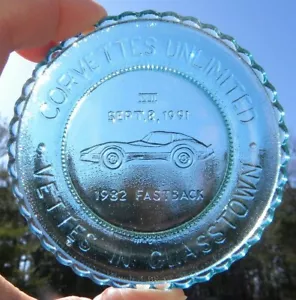 CORVETTES UNLIMITED
III
SEPT. 8, 1991
1982 FASTBACK
VETTES IN GLASSTOWN